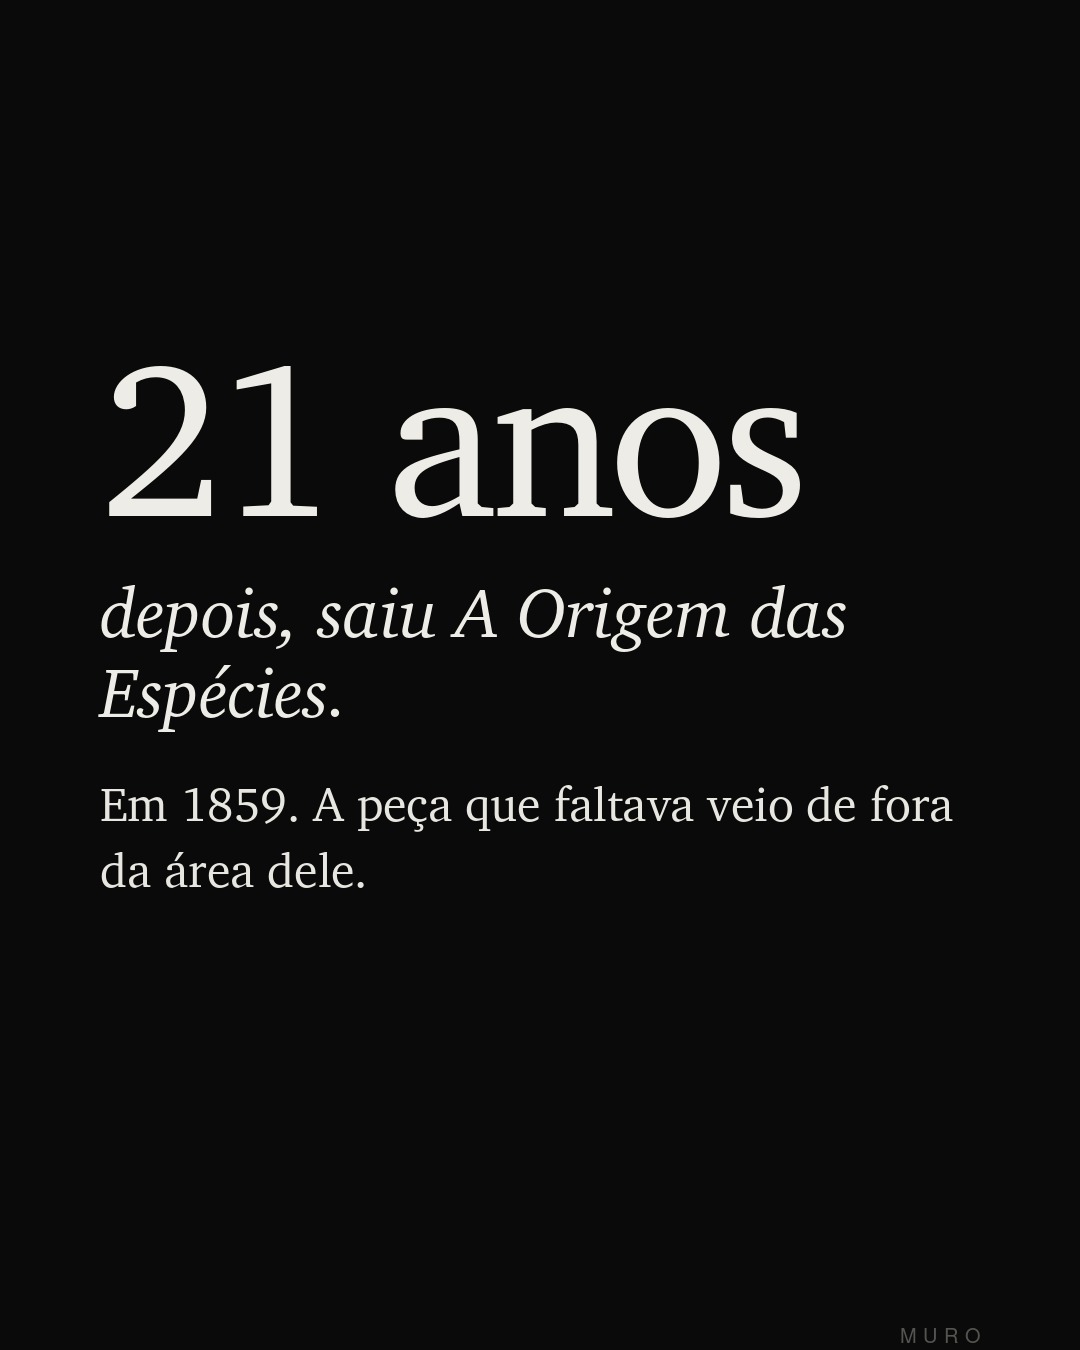 21 anos
depois, saiu A Origem das
Espécies.
Em 1859. A peça que faltava veio de fora
da área dele.
MURO